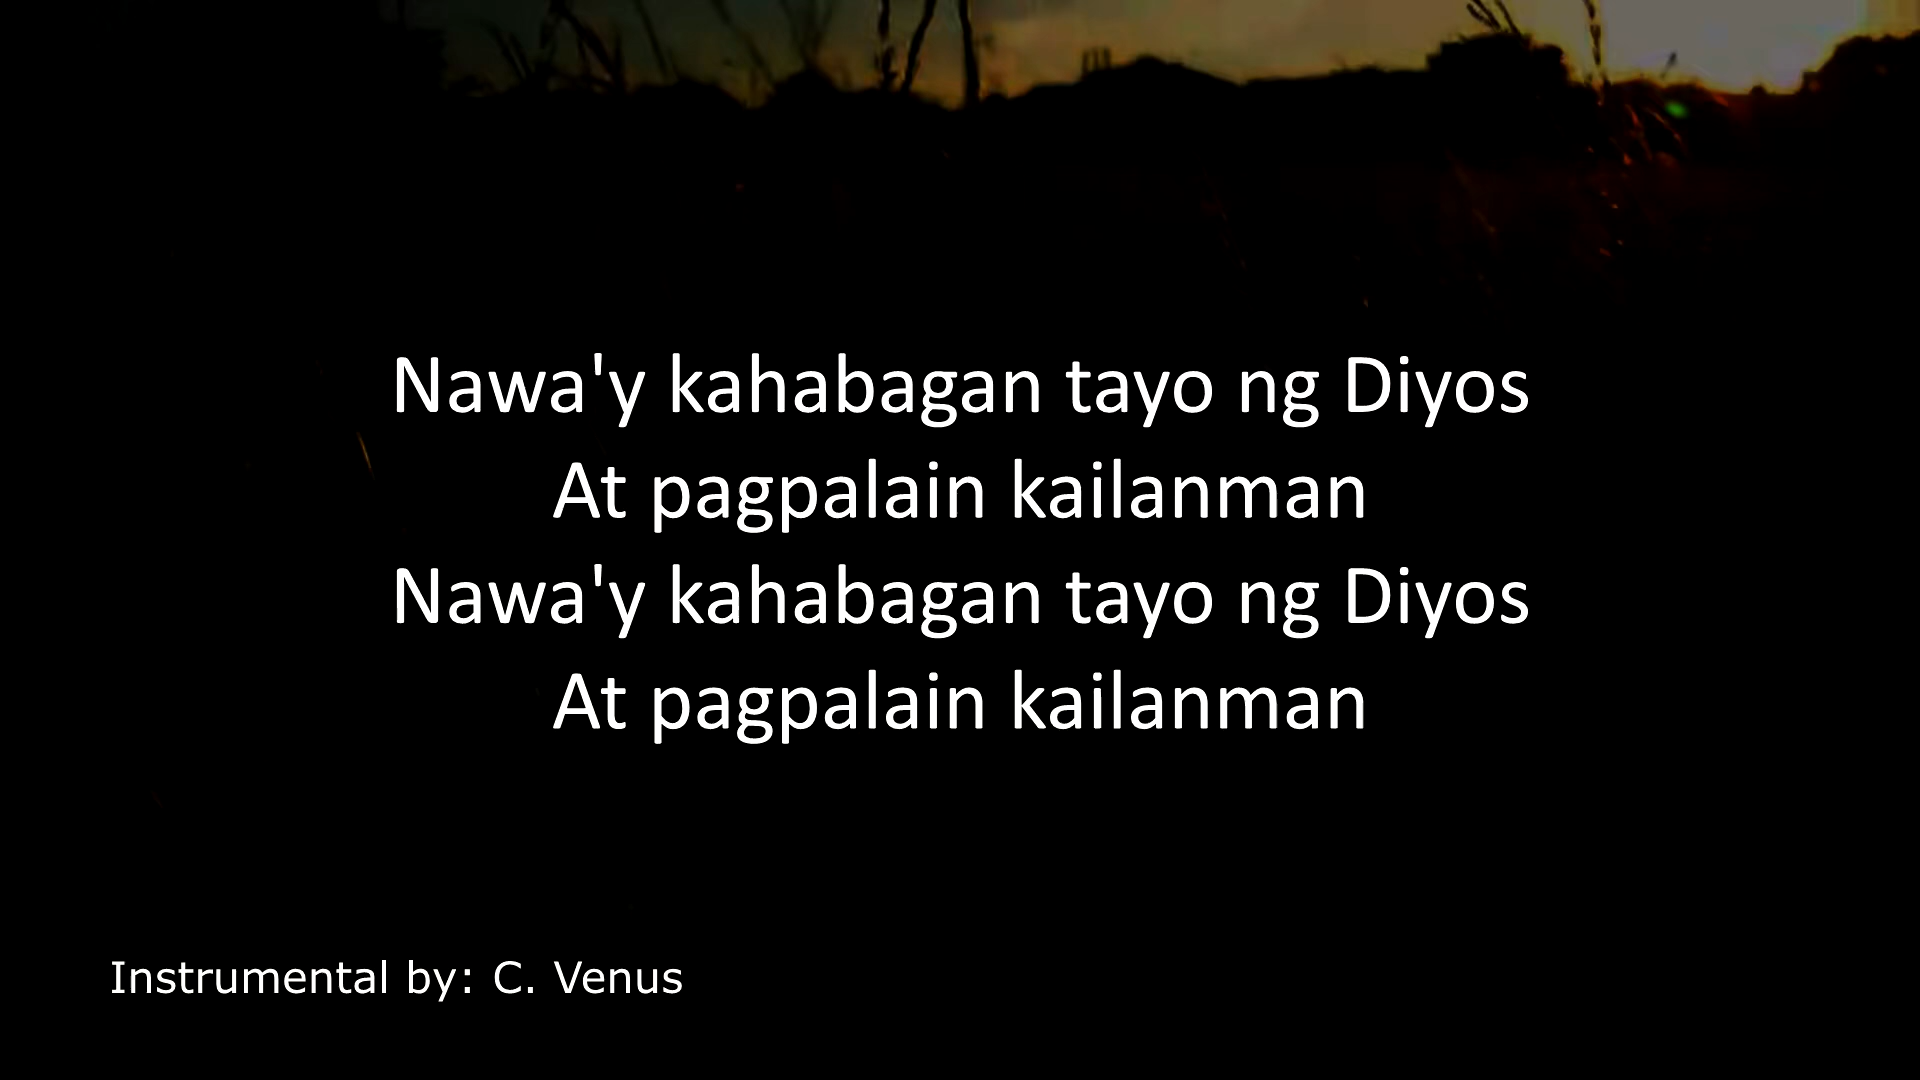 Nawa'y kahabagan tayo ng Diyos
At pagpalain kailanman
Nawa'y kahabagan tayo ng Diyos
At pagpalain kailanman
Instrumental by: C. Venus